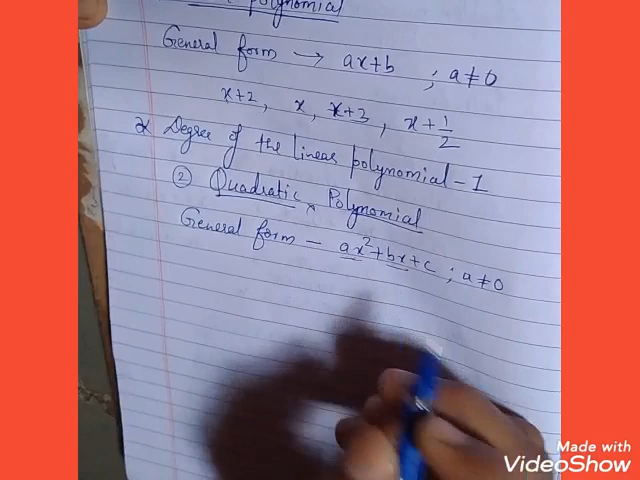 Polynomial
General form → ax+b ; a≠0
x+2, x, x+3, x+1/2
Degree of the linear polynomial - 1
② Quadratic Polynomial
General form - ax²+bx+c ; a≠0
Made with
VideoShow